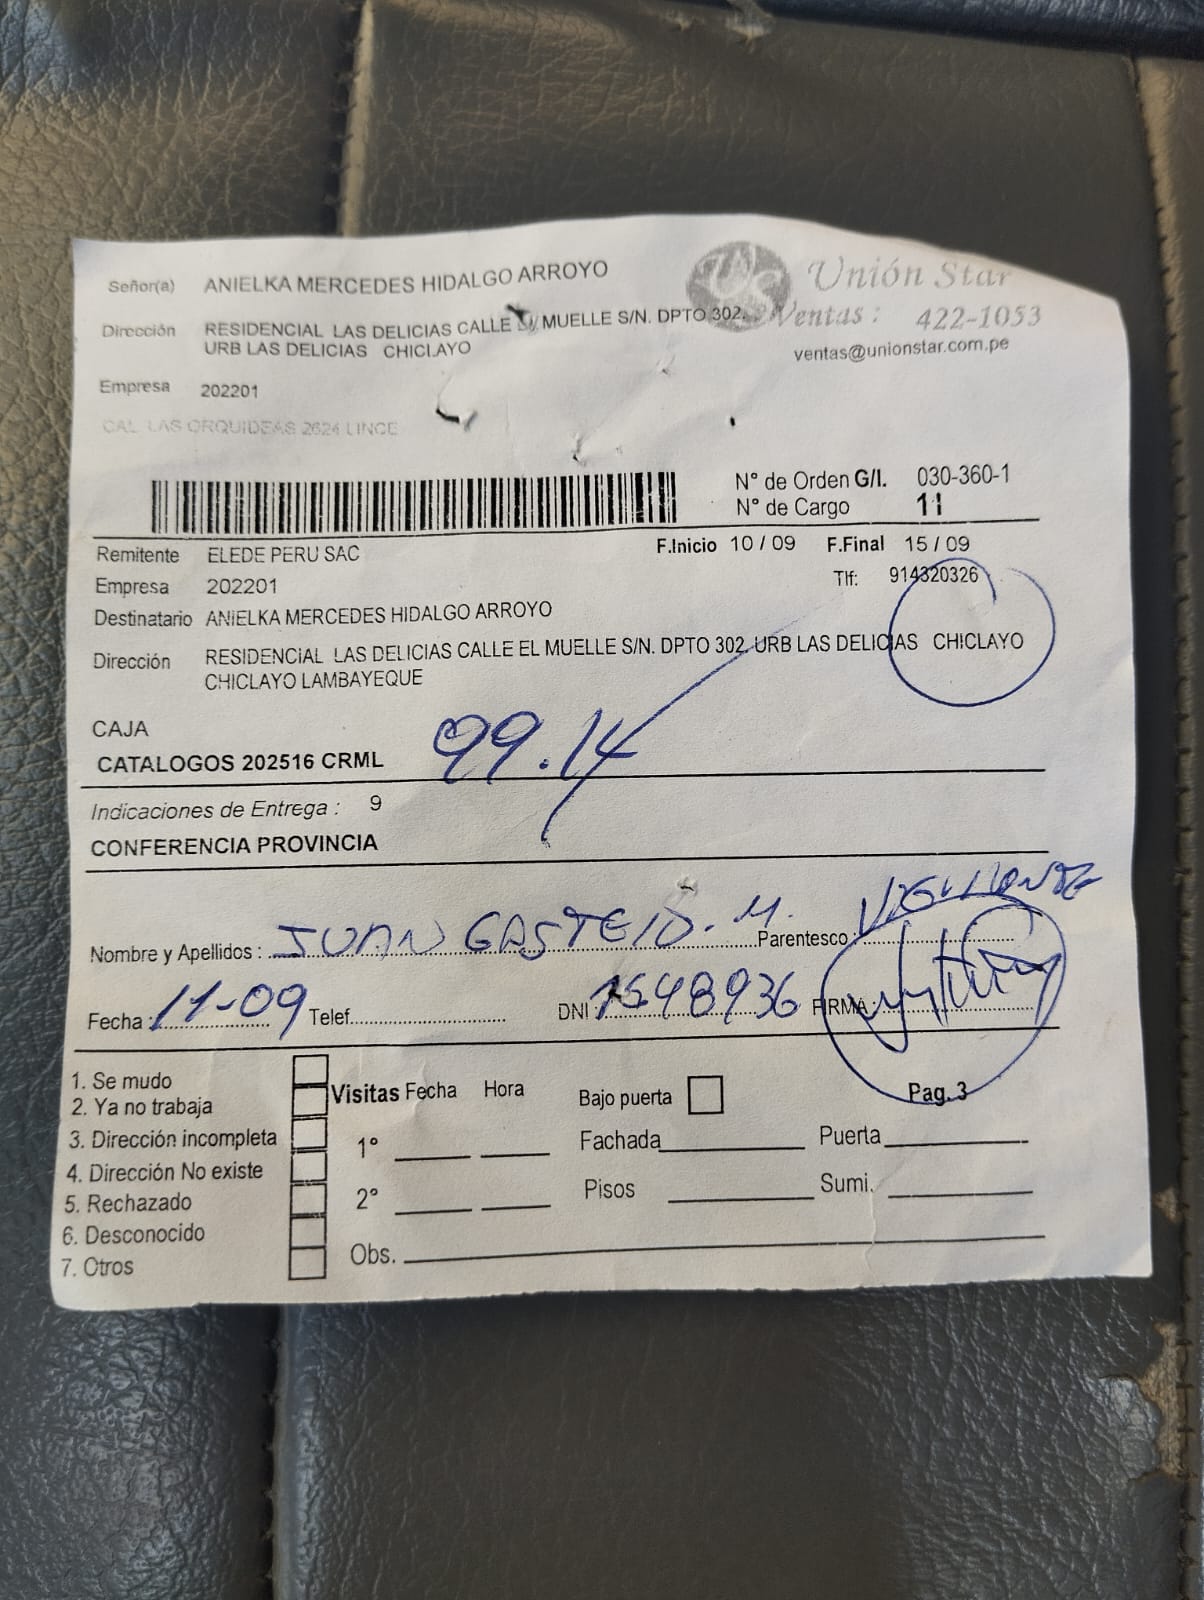 Señor(a) ANIELKA MERCEDES HIDALGO ARROYO
Unión Star
Dirección RESIDENCIAL LAS DELICIAS CALLE EL MUELLE S/N. DPTO 302.
URB LAS DELICIAS CHICLAYO
Ventas: 422-1053
ventas@unionstar.com.pe
Empresa 202201
CAL. LAS ORQUIDEAS 2624 LINCE
N° de Orden G/I. 030-360-1
N° de Cargo 11
Remitente ELEDE PERU SAC
F.Inicio 10 / 09 F.Final 15 / 09
Empresa 202201
Tlf: 914320326
Destinatario ANIELKA MERCEDES HIDALGO ARROYO
Dirección RESIDENCIAL LAS DELICIAS CALLE EL MUELLE S/N. DPTO 302. URB LAS DELICIAS CHICLAYO
CHICLAYO LAMBAYEQUE
CAJA
CATALOGOS 202516 CRML
99.14
Indicaciones de Entrega : 9
CONFERENCIA PROVINCIA
Nombre y Apellidos : JUAN M. Parentesco : VIGILANTE
Fecha : 11-09 Telef. DNI FIRMA :
1. Se mudo
2. Ya no trabaja
3. Dirección incompleta
4. Dirección No existe
5. Rechazado
6. Desconocido
7. Otros
Visitas Fecha Hora
1°
2°
Obs.
Bajo puerta
Pag. 3
Fachada Puerta
Pisos Sumi.